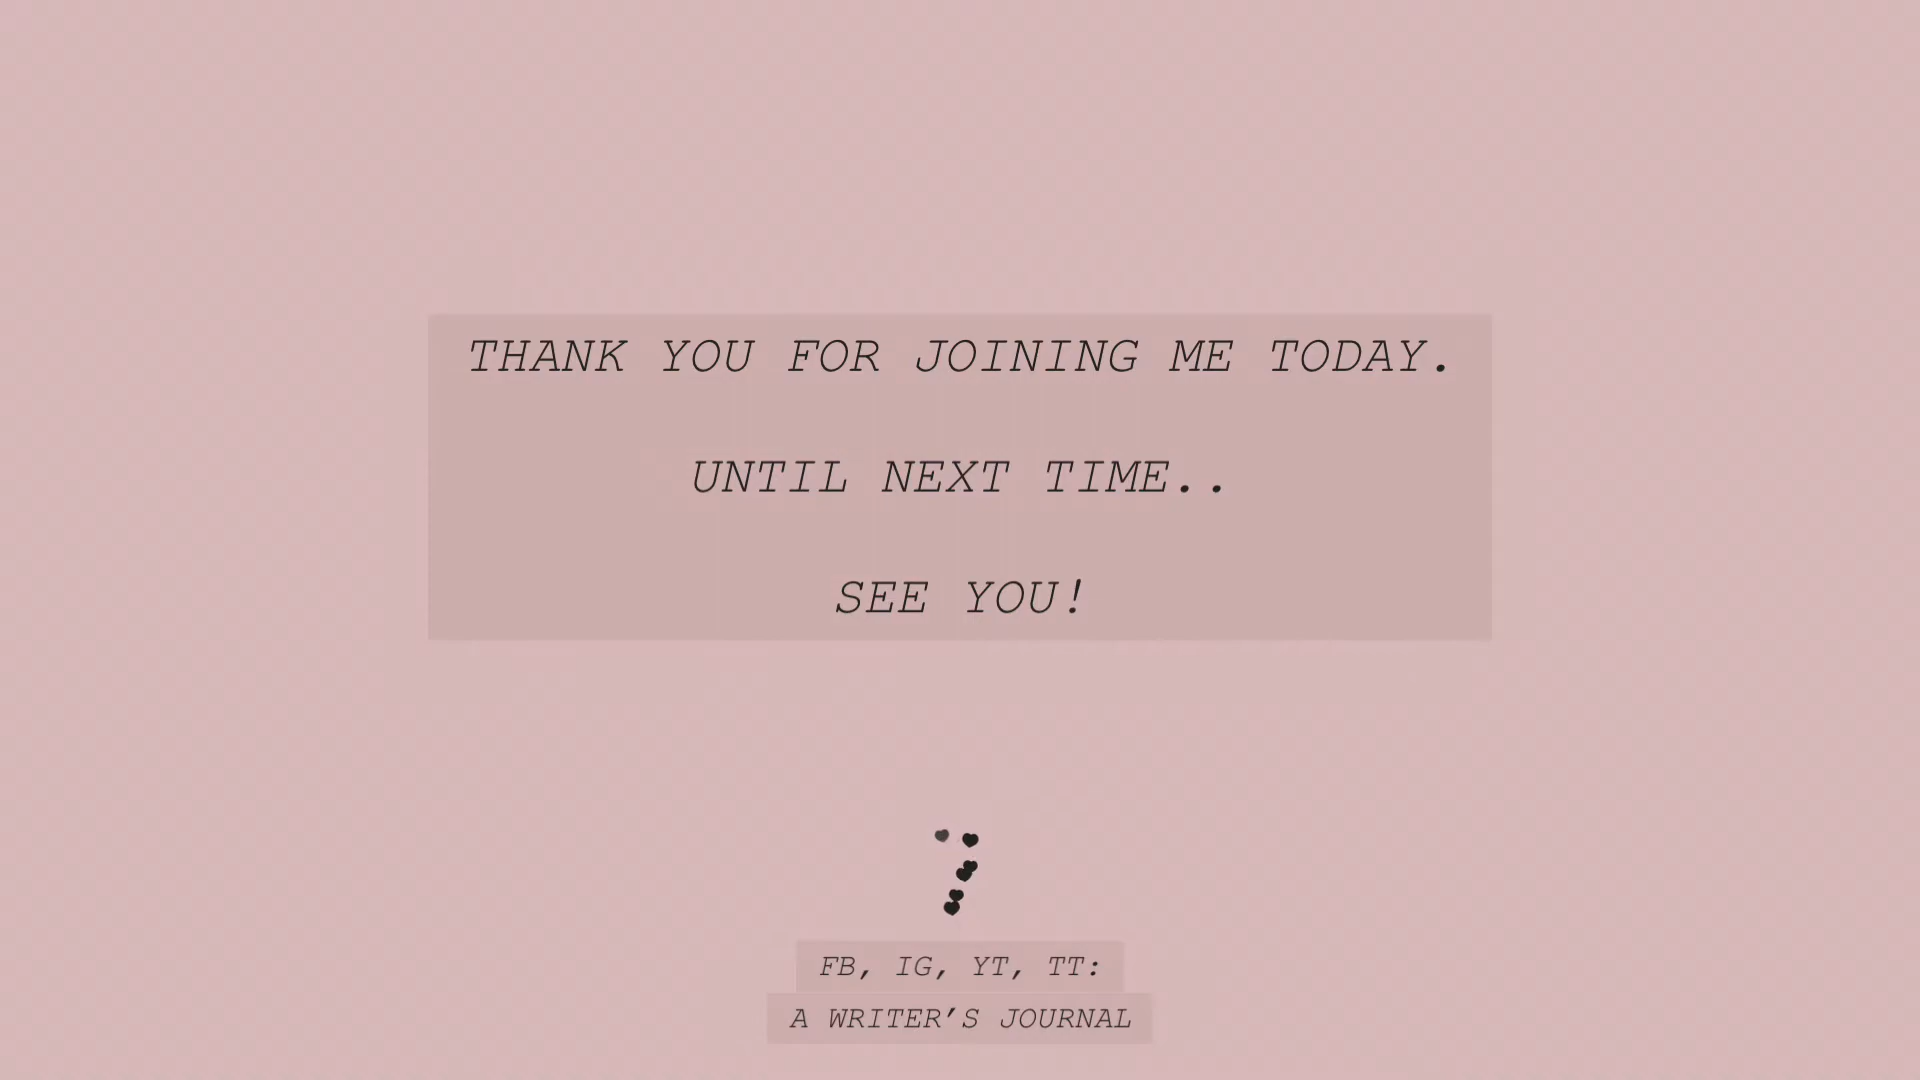 THANK YOU FOR JOINING ME TODAY.
UNTIL NEXT TIME..
SEE YOU!
FB, IG, YT, TT:
A WRITER'S JOURNAL